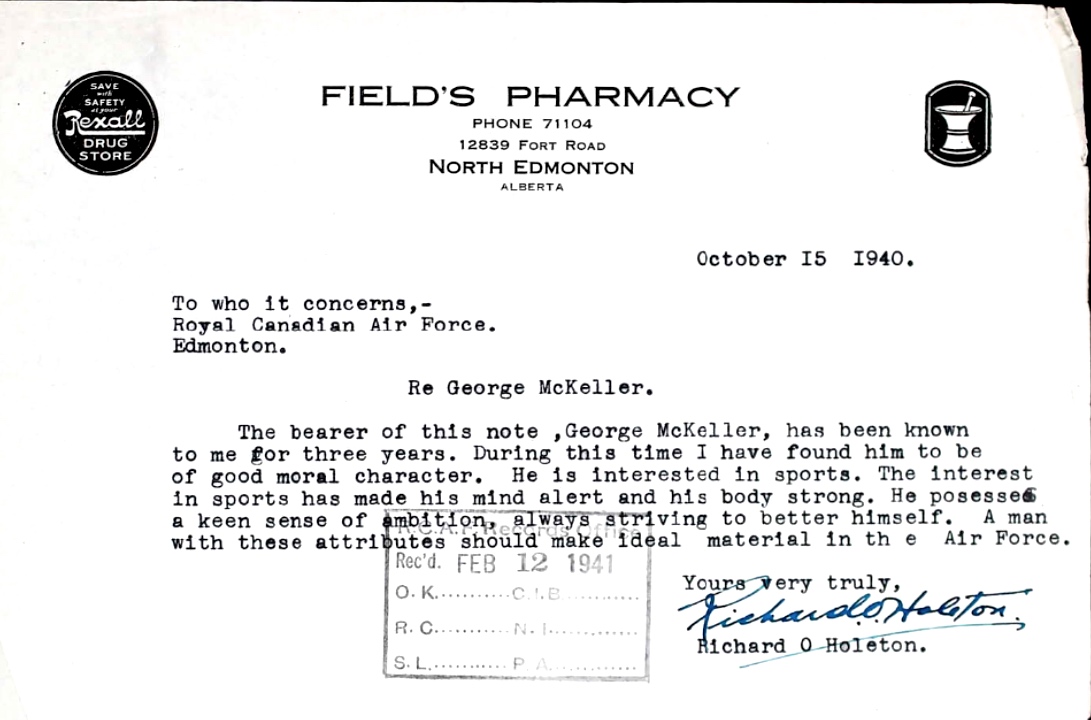 SAVE
with
SAFETY
at your
Rexall
DRUG
STORE
FIELD'S PHARMACY
PHONE 71104
12839 FORT ROAD
NORTH EDMONTON
ALBERTA
October I5 I940.
To who it concerns,-
Royal Canadian Air Force.
Edmonton.
Re George McKeller.
The bearer of this note ,George McKeller, has been known
to me for three years. During this time I have found him to be
of good moral character. He is interested in sports. The interest
in sports has made his mind alert and his body strong. He posesses
a keen sense of ambition, always striving to better himself. A man
with these attributes should make ideal material in th e Air Force.
R.C.A.F. Records Office
Rec'd. FEB 12 1941
O.K...........C.I.B............
R.C...........N.I..............
S.L............P.A.............
Yours very truly,
Richard O. Holeton.
Richard O Holeton.